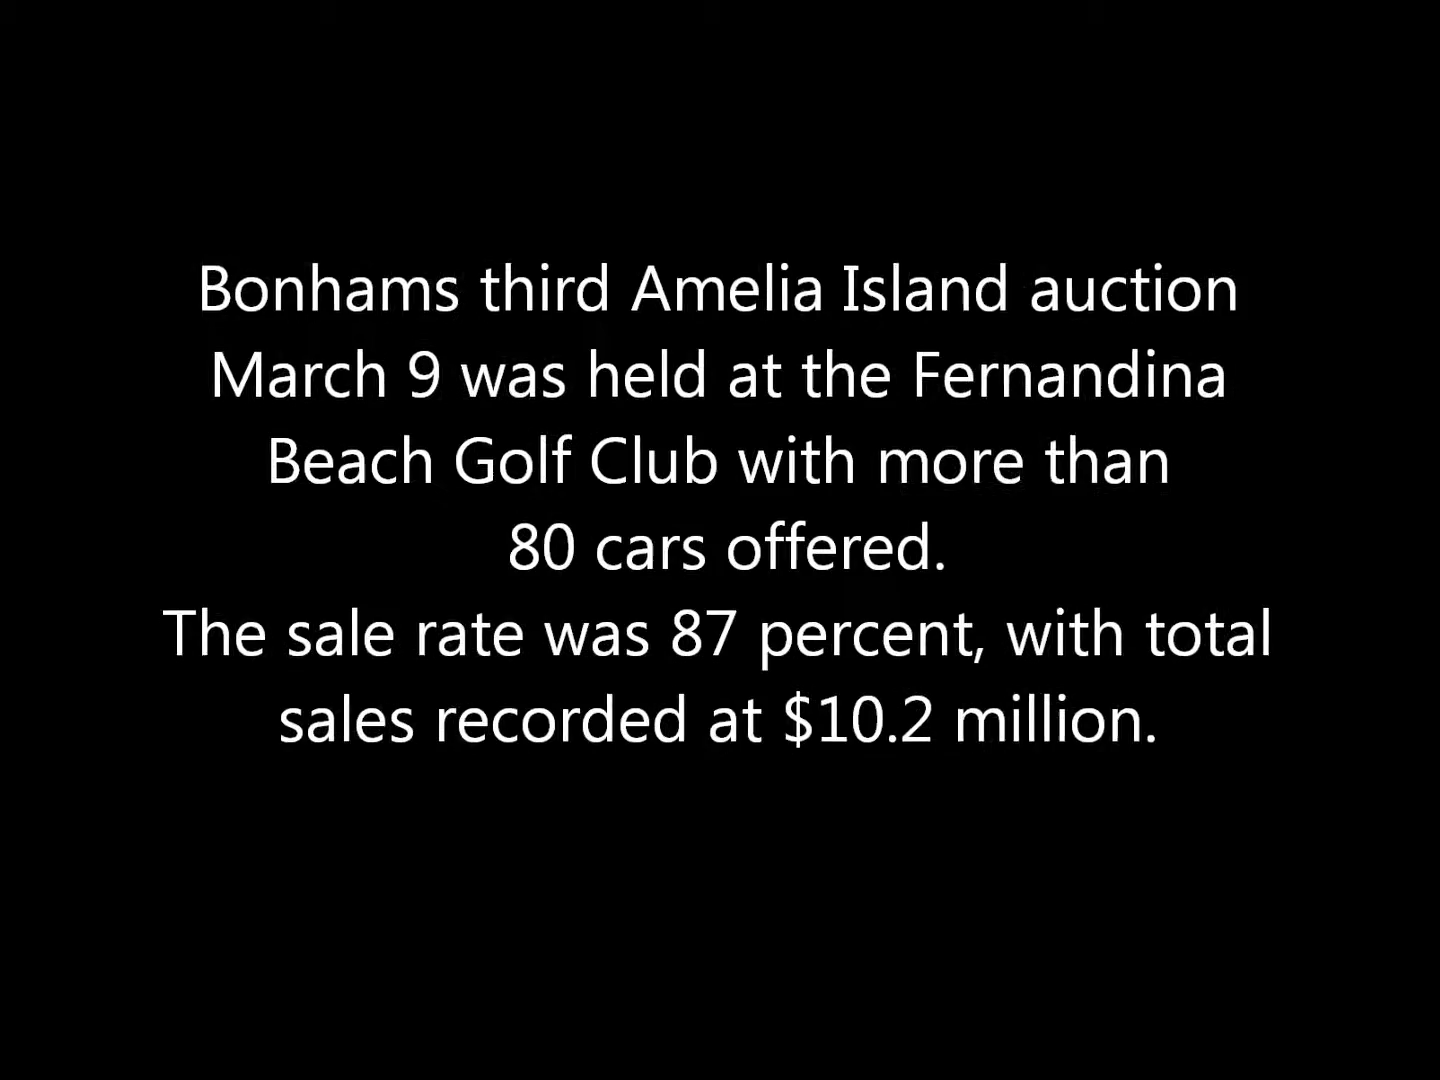 Bonhams third Amelia Island auction
March 9 was held at the Fernandina
Beach Golf Club with more than
80 cars offered.
The sale rate was 87 percent, with total
sales recorded at $10.2 million.